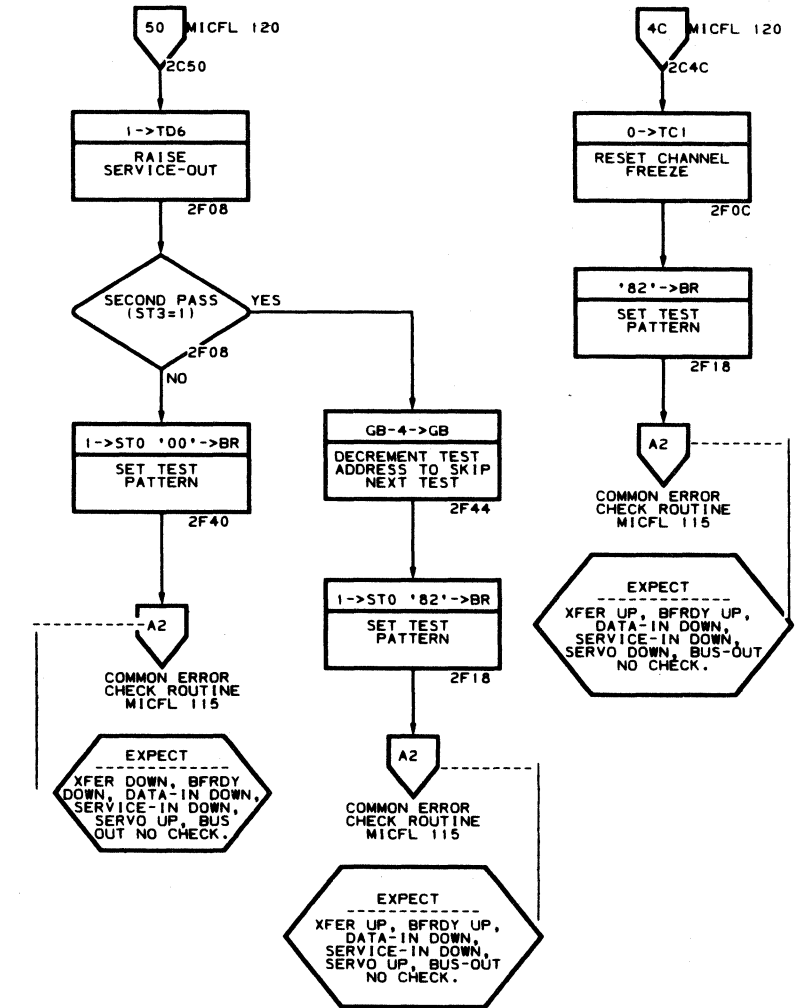 50 MICFL 120
2C50
1->TD6
RAISE
SERVICE-OUT
2F08
SECOND PASS
(ST3=1)
2F08
YES
NO
1->ST0 '00'->BR
SET TEST
PATTERN
2F40
A2
COMMON ERROR
CHECK ROUTINE
MICFL 115
EXPECT
XFER DOWN, BFRDY
DOWN, DATA-IN DOWN,
SERVICE-IN DOWN,
SERVO UP, BUS
OUT NO CHECK.
GB-4->GB
DECREMENT TEST
ADDRESS TO SKIP
NEXT TEST
2F44
1->ST0 '82'->BR
SET TEST
PATTERN
2F18
A2
COMMON ERROR
CHECK ROUTINE
MICFL 115
EXPECT
XFER UP, BFRDY UP,
DATA-IN DOWN,
SERVICE-IN DOWN,
SERVO UP, BUS-OUT
NO CHECK.
4C MICFL 120
2C4C
0->TC1
RESET CHANNEL
FREEZE
2F0C
'82'->BR
SET TEST
PATTERN
2F18
A2
COMMON ERROR
CHECK ROUTINE
MICFL 115
EXPECT
XFER UP, BFRDY UP,
DATA-IN DOWN,
SERVICE-IN DOWN,
SERVO DOWN, BUS-OUT
NO CHECK.